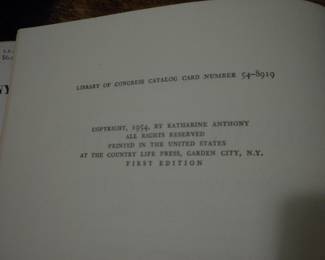 LIBRARY OF CONGRESS CATALOG CARD NUMBER 54-8919
COPYRIGHT, 1954, BY KATHARINE ANTHONY
ALL RIGHTS RESERVED
PRINTED IN THE UNITED STATES
AT THE COUNTRY LIFE PRESS, GARDEN CITY, N.Y.
FIRST EDITION